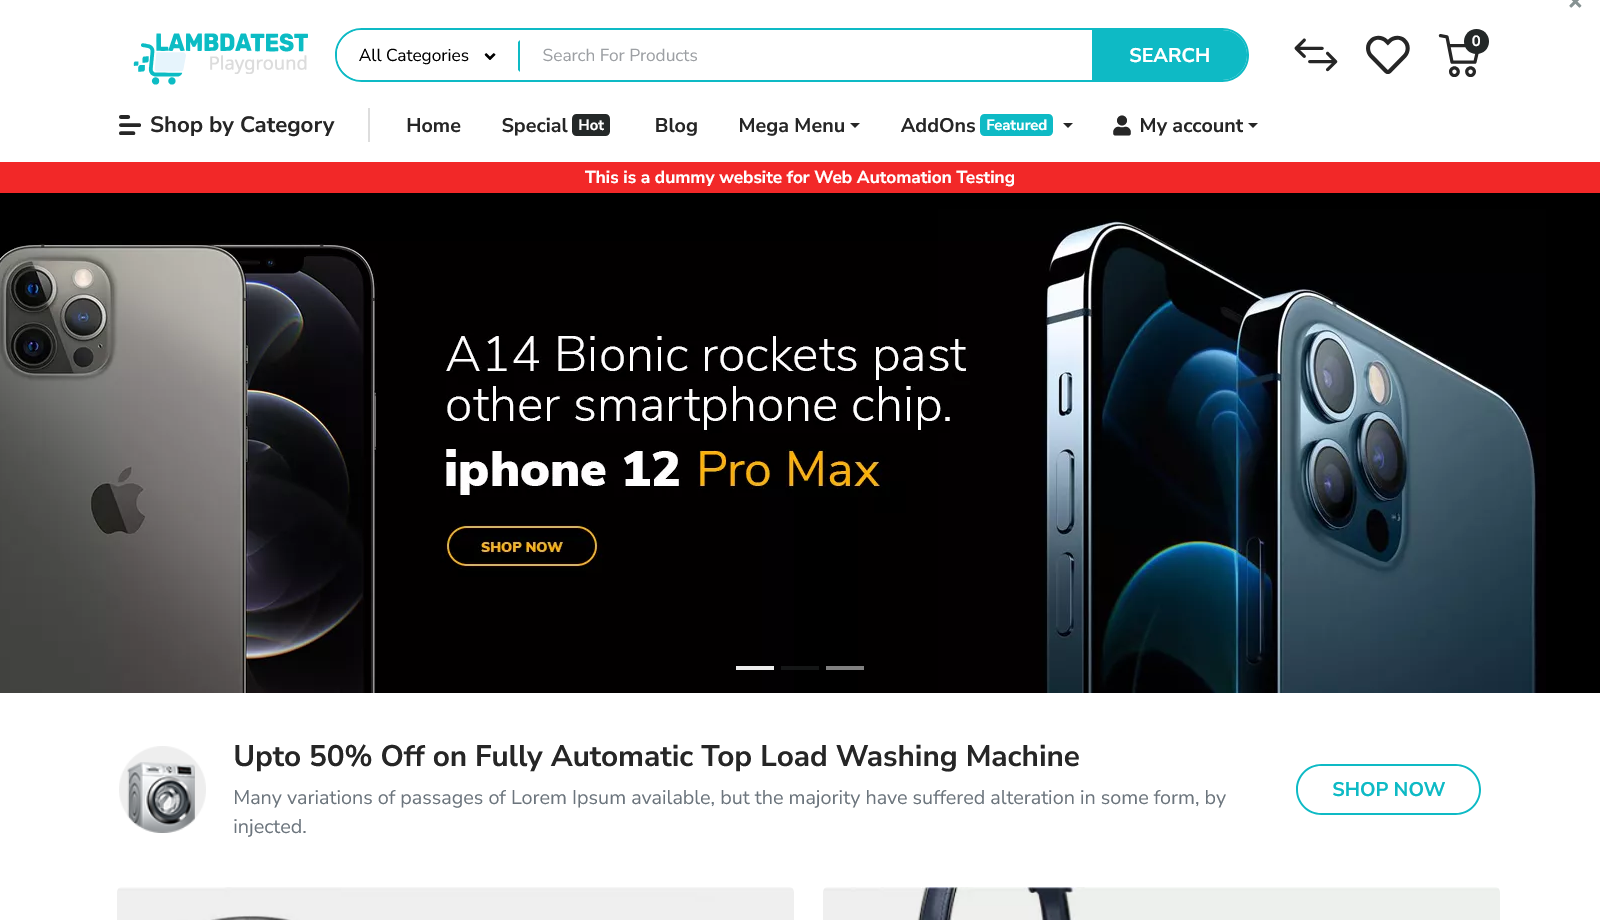 LAMBDATEST
Playground
All Categories
Search For Products
SEARCH
0
Shop by Category
Home
Special Hot
Blog
Mega Menu
AddOns Featured
My account
This is a dummy website for Web Automation Testing
A14 Bionic rockets past
other smartphone chip.
iphone 12 Pro Max
SHOP NOW
Upto 50% Off on Fully Automatic Top Load Washing Machine
Many variations of passages of Lorem Ipsum available, but the majority have suffered alteration in some form, by
injected.
SHOP NOW